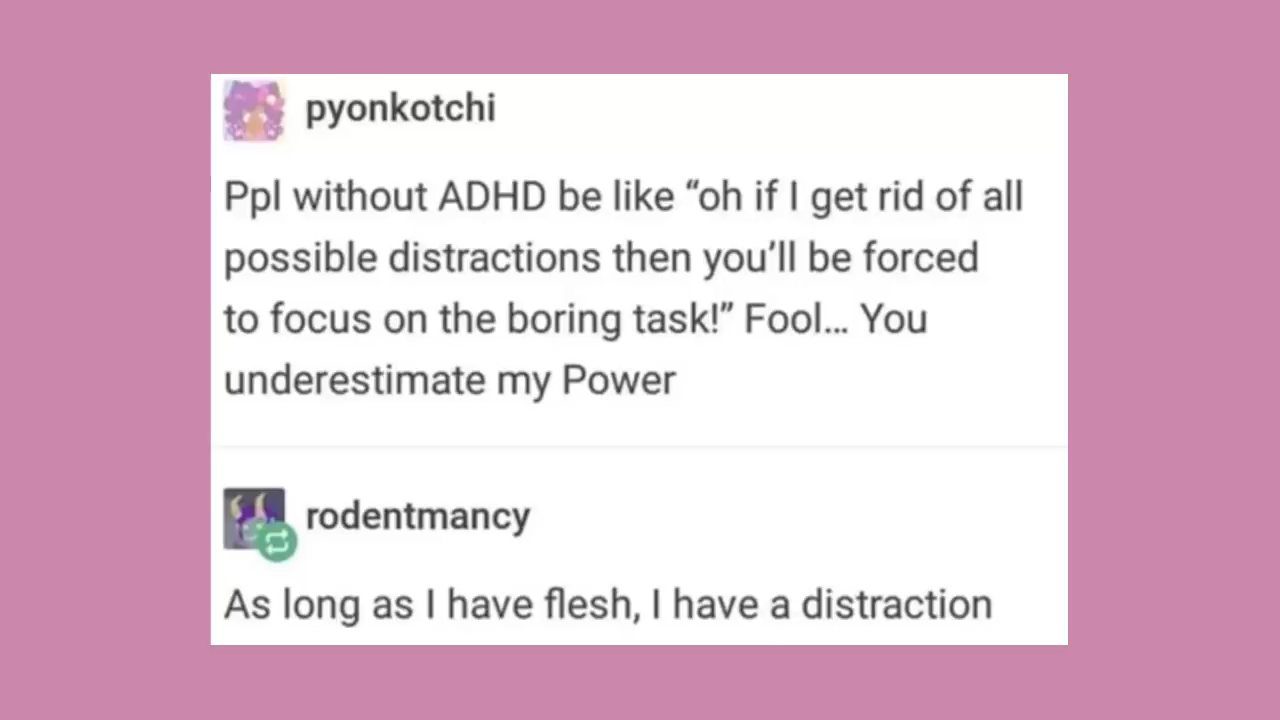 pyonkotchi
Ppl without ADHD be like “oh if I get rid of all
possible distractions then you’ll be forced
to focus on the boring task!” Fool... You
underestimate my Power
rodentmancy
As long as I have flesh, I have a distraction